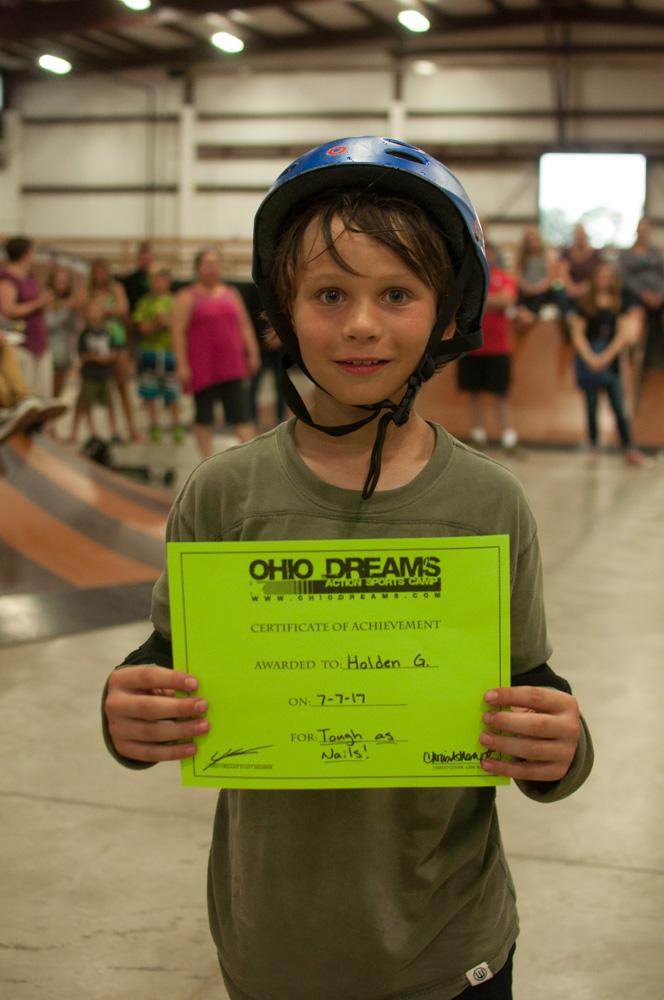 OHIO DREAMS
ACTION SPORTS CAMP
WWW.OHIODREAMS.COM
CERTIFICATE OF ACHIEVEMENT
AWARDED TO: Holden G.
ON: 7-7-17
FOR: Tough as
Nails!